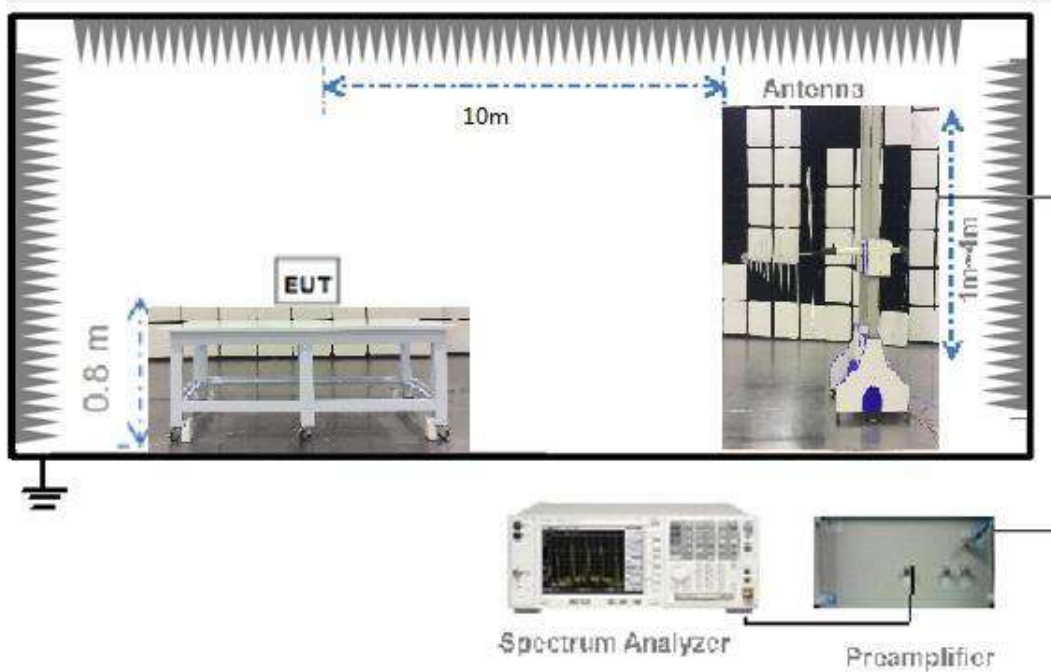 Antenna
10m
1m~4m
EUT
0.8 m
Spectrum Analyzer
Preamplifier